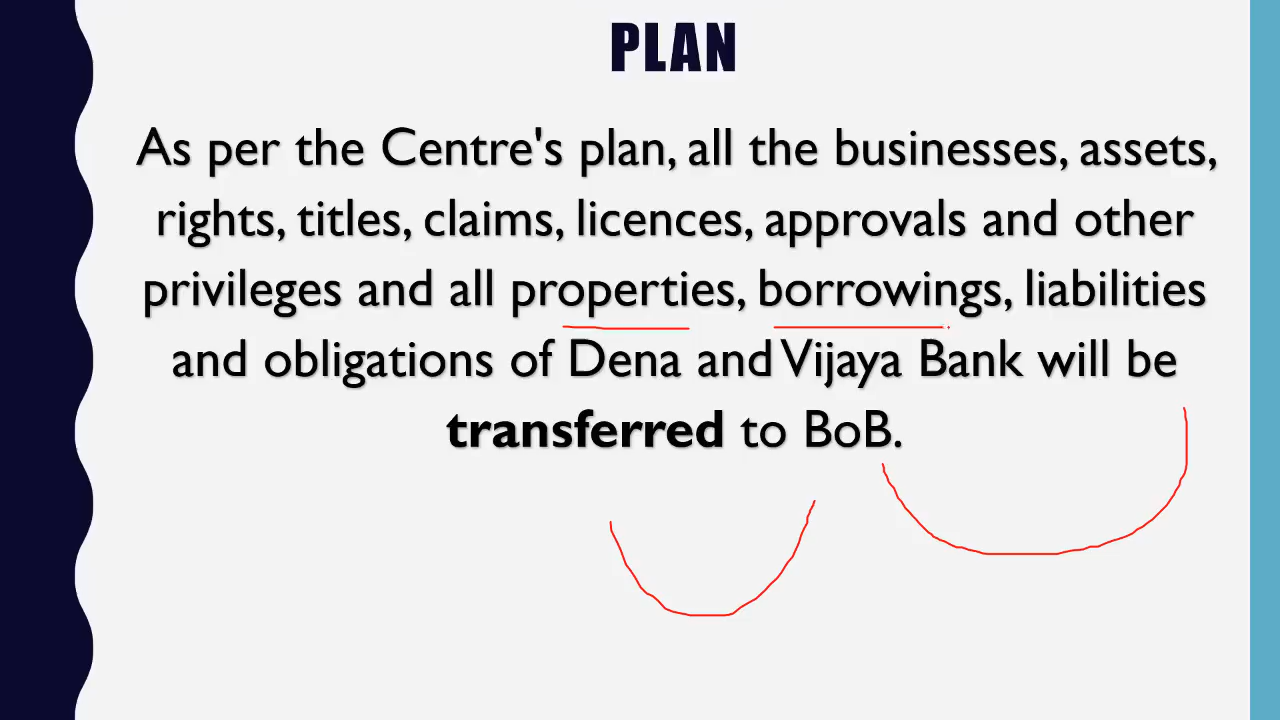 PLAN
As per the Centre's plan, all the businesses, assets,
rights, titles, claims, licences, approvals and other
privileges and all properties, borrowings, liabilities
and obligations of Dena and Vijaya Bank will be
transferred to BoB.